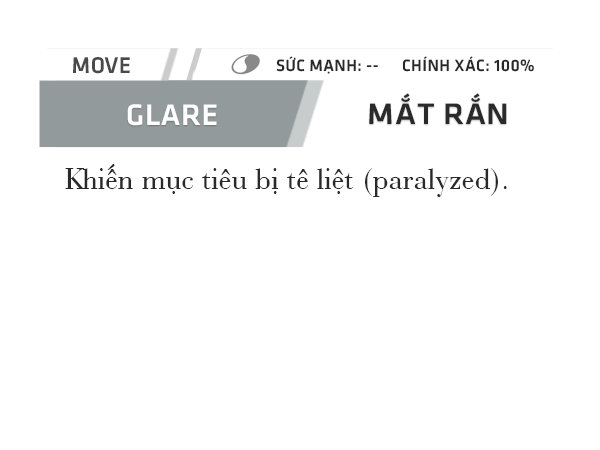 MOVE SỨC MẠNH: -- CHÍNH XÁC: 100%
GLARE MẮT RẮN
Khiến mục tiêu bị tê liệt (paralyzed).